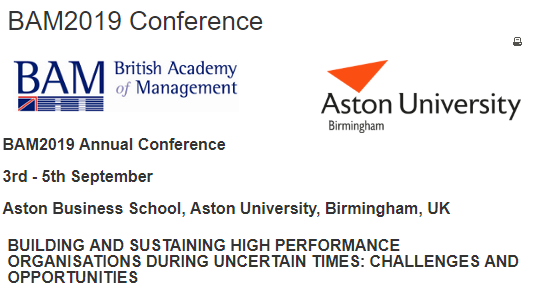 BAM2019 Conference
BAM British Academy
of Management
Aston University
Birmingham
BAM2019 Annual Conference
3rd - 5th September
Aston Business School, Aston University, Birmingham, UK
BUILDING AND SUSTAINING HIGH PERFORMANCE
ORGANISATIONS DURING UNCERTAIN TIMES: CHALLENGES AND
OPPORTUNITIES